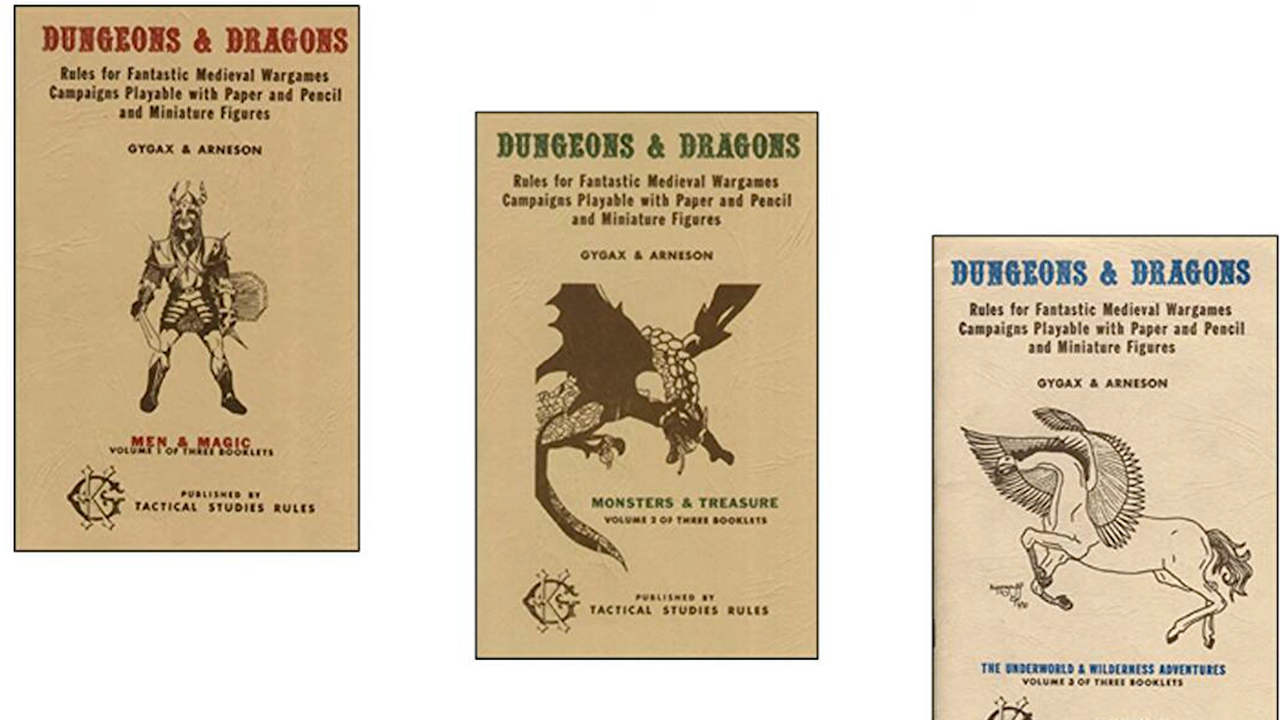 DUNGEONS & DRAGONS
Rules for Fantastic Medieval Wargames
Campaigns Playable with Paper and Pencil
and Miniature Figures
GYGAX & ARNESON
MEN & MAGIC
VOLUME 1 OF THREE BOOKLETS
PUBLISHED BY
TACTICAL STUDIES RULES
DUNGEONS & DRAGONS
Rules for Fantastic Medieval Wargames
Campaigns Playable with Paper and Pencil
and Miniature Figures
GYGAX & ARNESON
MONSTERS & TREASURE
VOLUME 2 OF THREE BOOKLETS
PUBLISHED BY
TACTICAL STUDIES RULES
DUNGEONS & DRAGONS
Rules for Fantastic Medieval Wargames
Campaigns Playable with Paper and Pencil
and Miniature Figures
GYGAX & ARNESON
THE UNDERWORLD & WILDERNESS ADVENTURES
VOLUME 3 OF THREE BOOKLETS